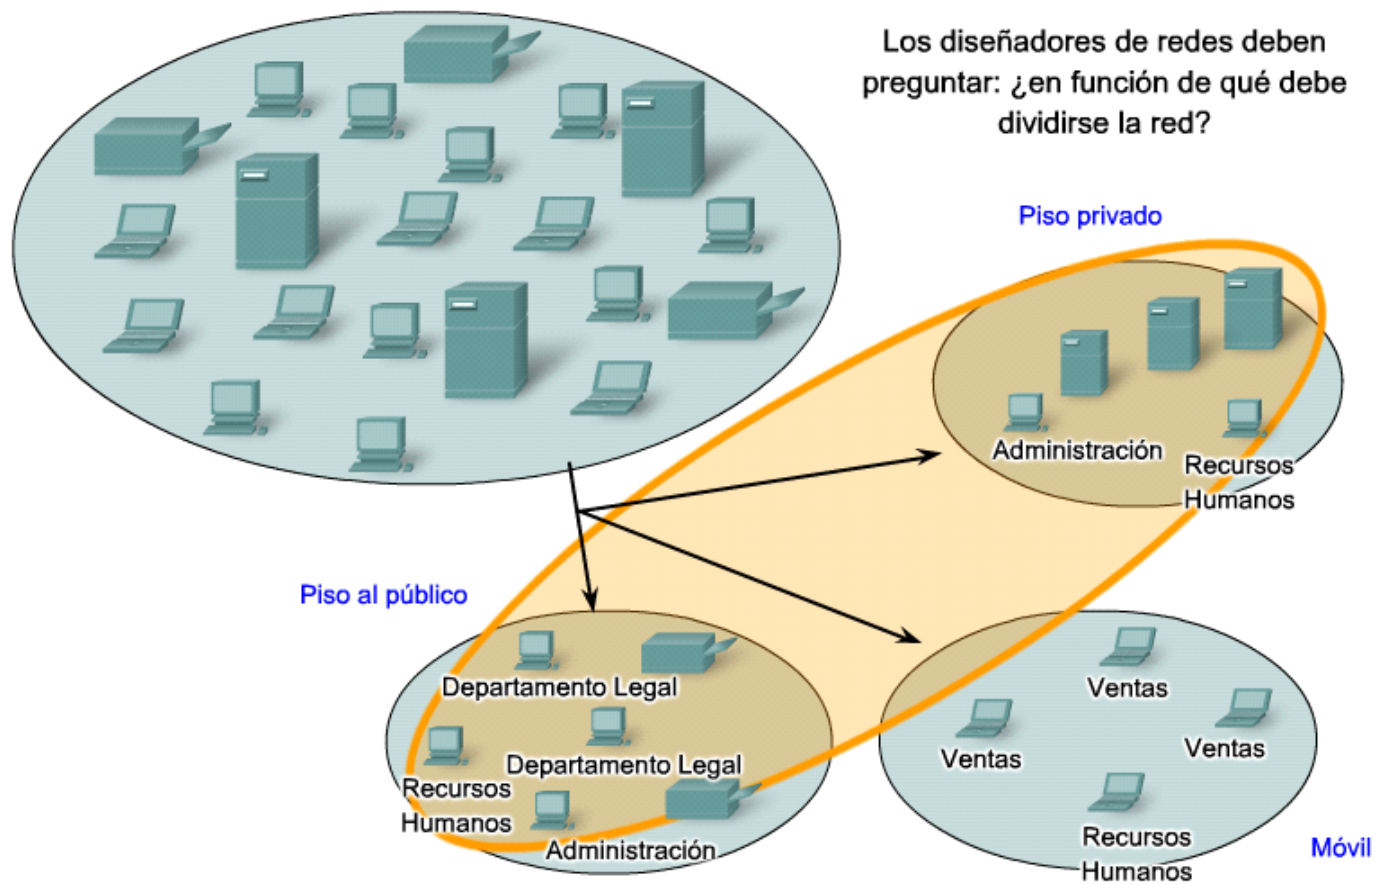 Los diseñadores de redes deben
preguntar: ¿en función de qué debe
dividirse la red?
Piso privado
Administración
Recursos
Humanos
Piso al público
Departamento Legal
Departamento Legal
Recursos
Humanos
Administración
Ventas
Ventas
Ventas
Recursos
Humanos
Móvil